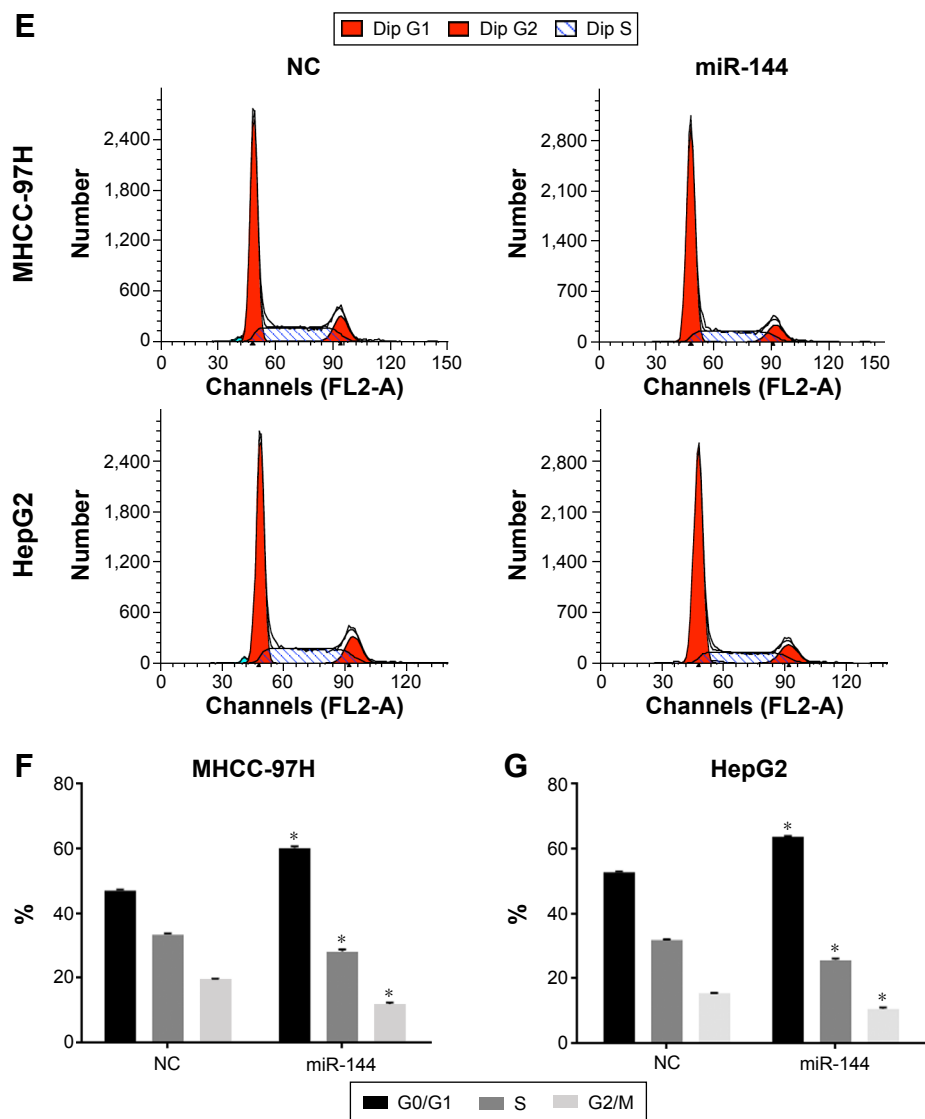 E
Dip G1 Dip G2 Dip S
NC
miR-144
MHCC-97H
Number
2,400
1,800
1,200
600
0
0 30 60 90 120 150
Channels (FL2-A)
Number
2,800
2,100
1,400
700
0
0 30 60 90 120 150
Channels (FL2-A)
HepG2
Number
2,400
1,800
1,200
600
0
0 30 60 90 120
Channels (FL2-A)
Number
2,800
2,100
1,400
700
0
0 30 60 90 120
Channels (FL2-A)
F
MHCC-97H
%
80
60
40
20
0
* * *
NC miR-144
G
HepG2
%
80
60
40
20
0
* * *
NC miR-144
G0/G1 S G2/M